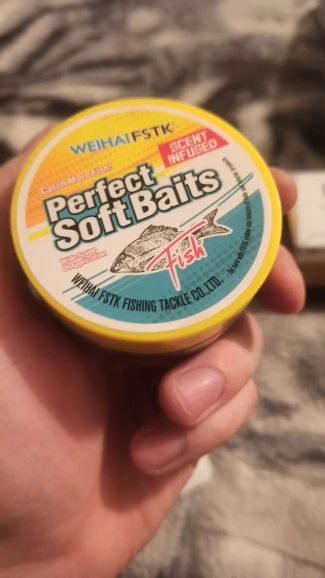 WEIHAI FSTK
SCENT
INFUSED
Catch More Fish!
Perfect
Soft Baits
Fish
WEIHAI FSTK FISHING TACKLE CO.,LTD.